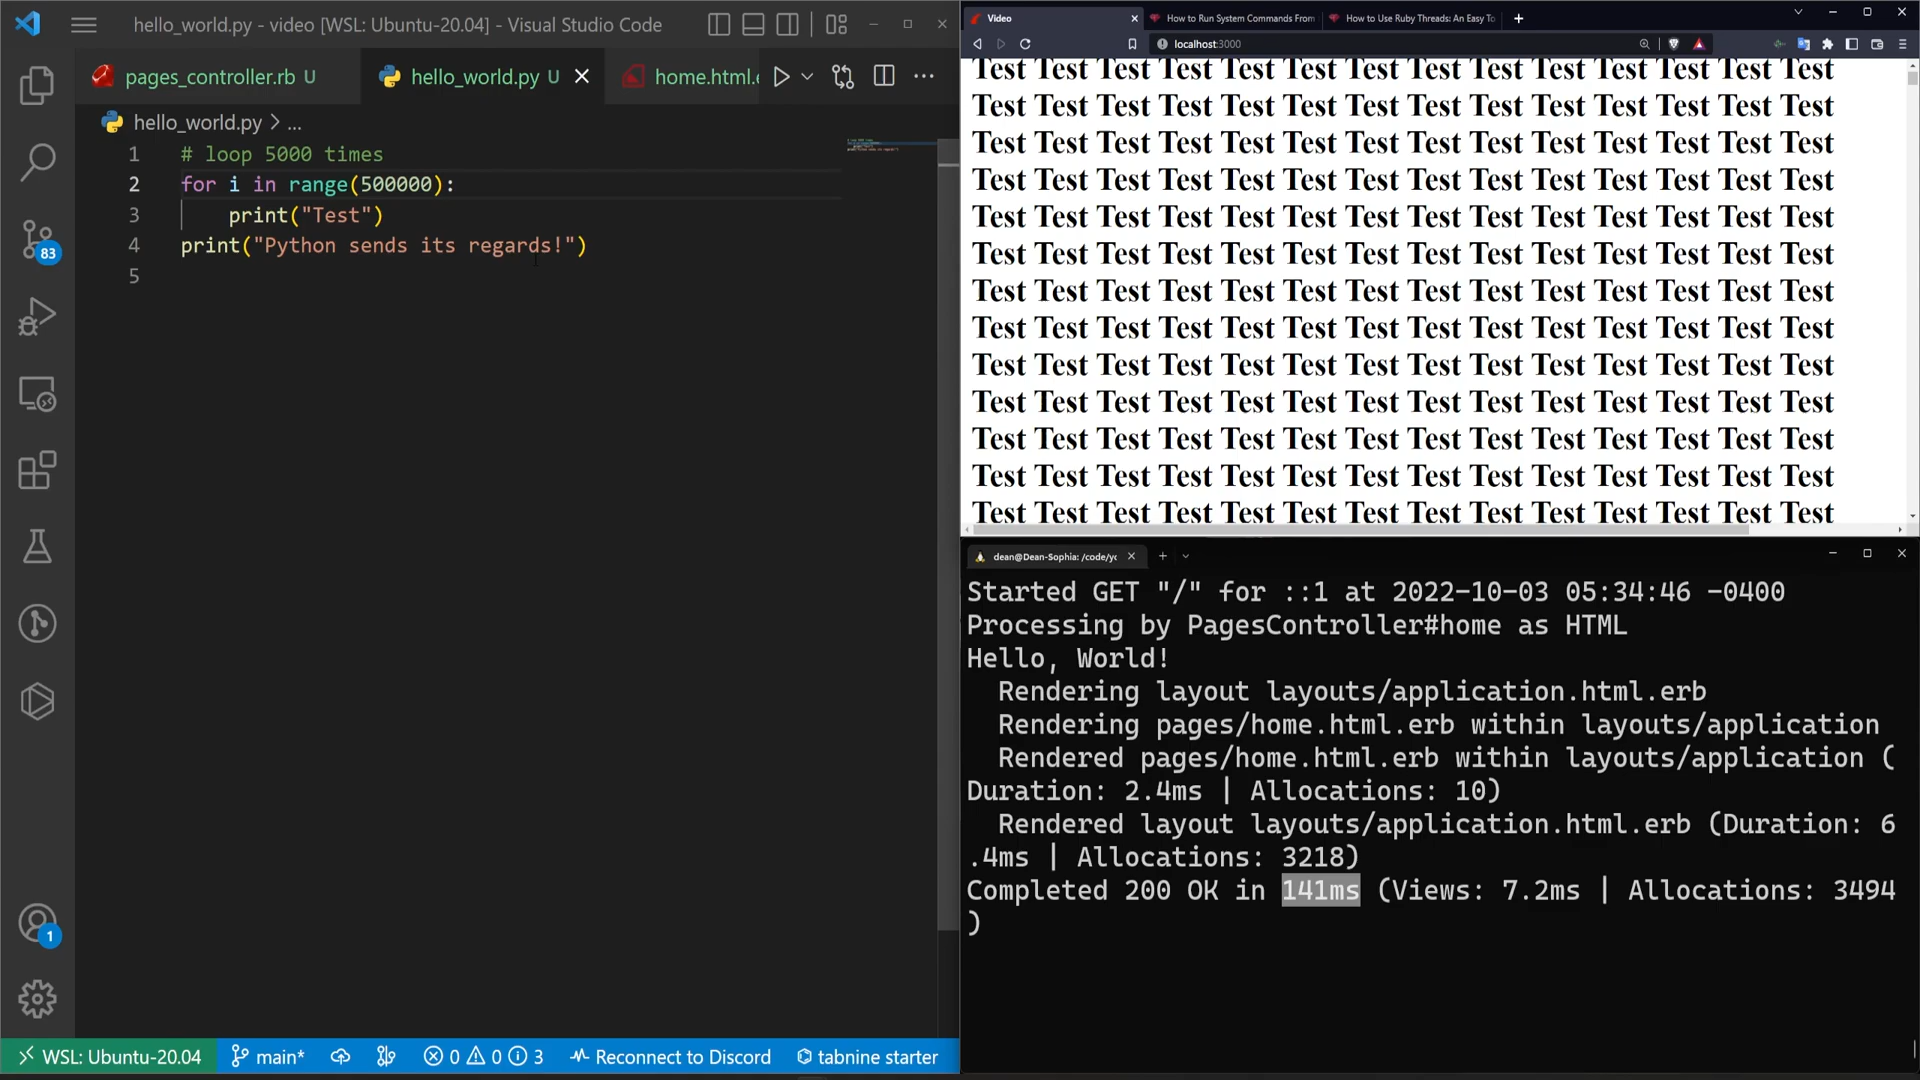 hello_world.py - video [WSL: Ubuntu-20.04] - Visual Studio Code
pages_controller.rb U
hello_world.py U
home.html.e
hello_world.py > ...
1 # loop 5000 times
2 for i in range(500000):
3 print("Test")
4 print("Python sends its regards!")
5
83
1
WSL: Ubuntu-20.04
main*
0 0 3
Reconnect to Discord
tabnine starter
Video
How to Run System Commands From
How to Use Ruby Threads: An Easy To
localhost:3000
Test Test Test Test Test Test Test Test Test Test Test Test Test Test
Test Test Test Test Test Test Test Test Test Test Test Test Test Test
Test Test Test Test Test Test Test Test Test Test Test Test Test Test
Test Test Test Test Test Test Test Test Test Test Test Test Test Test
Test Test Test Test Test Test Test Test Test Test Test Test Test Test
Test Test Test Test Test Test Test Test Test Test Test Test Test Test
Test Test Test Test Test Test Test Test Test Test Test Test Test Test
Test Test Test Test Test Test Test Test Test Test Test Test Test Test
Test Test Test Test Test Test Test Test Test Test Test Test Test Test
Test Test Test Test Test Test Test Test Test Test Test Test Test Test
Test Test Test Test Test Test Test Test Test Test Test Test Test Test
Test Test Test Test Test Test Test Test Test Test Test Test Test Test
Test Test Test Test Test Test Test Test Test Test Test Test Test Test
dean@Dean-Sophia: /code/yc
Started GET "/" for ::1 at 2022-10-03 05:34:46 -0400
Processing by PagesController#home as HTML
Hello, World!
Rendering layout layouts/application.html.erb
Rendering pages/home.html.erb within layouts/application
Rendered pages/home.html.erb within layouts/application (
Duration: 2.4ms | Allocations: 10)
Rendered layout layouts/application.html.erb (Duration: 6
.4ms | Allocations: 3218)
Completed 200 OK in 141ms (Views: 7.2ms | Allocations: 3494
)